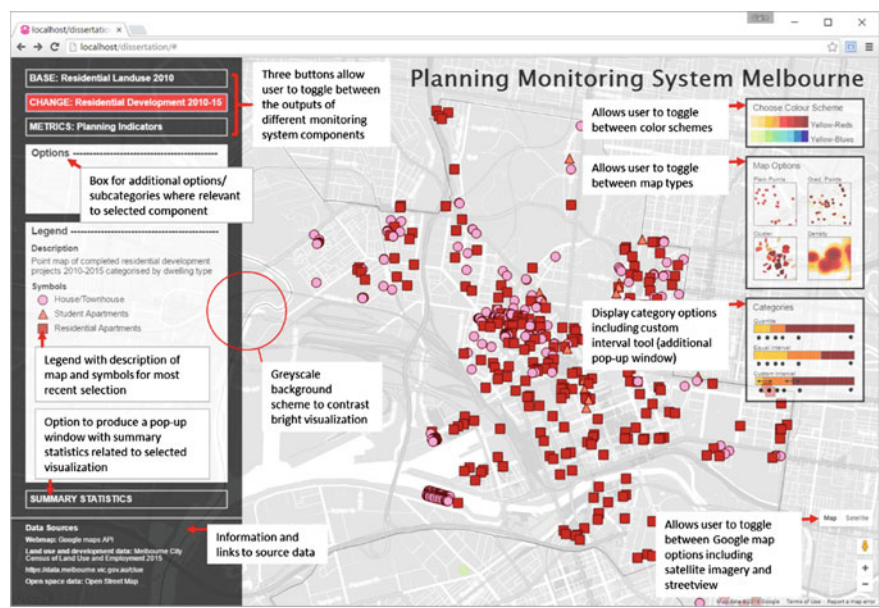 localhost/dissertation
localhost/dissertation/#
Planning Monitoring System Melbourne
BASE: Residential Landuse 2010
CHANGE: Residential Development 2010-15
METRICS: Planning Indicators
Three buttons allow
user to toggle between
the outputs of
different monitoring
system components
Options
Box for additional options/
subcategories where relevant
to selected component
Legend
Description
Point map of completed residential development
projects 2010-2015 categorised by dwelling type
Symbols
House/Townhouse
Student Apartments
Residential Apartments
Legend with description of
map and symbols for most
recent selection
Option to produce a pop-up
window with summary
statistics related to selected
visualization
SUMMARY STATISTICS
Data Sources
Webmap: Google maps API
Land use and development data: Melbourne City
Census of Land Use and Employment 2015
https://data.melbourne.vic.gov.au/clue
Open space data: Open Street Map
Information and
links to source data
Greyscale
background
scheme to contrast
bright visualization
Allows user to toggle
between color schemes
Choose Colour Scheme
Yellow-Reds
Yellow-Blues
Allows user to toggle
between map types
Map Options
Plain Points
Grad. Points
Cluster
Density
Display category options
including custom
interval tool (additional
pop-up window)
Categories
Quantile
Equal Interval
Custom Interval
Allows user to toggle
between Google map
options including
satellite imagery and
streetview
Map
Satellite
Terms of Use
Report a map error